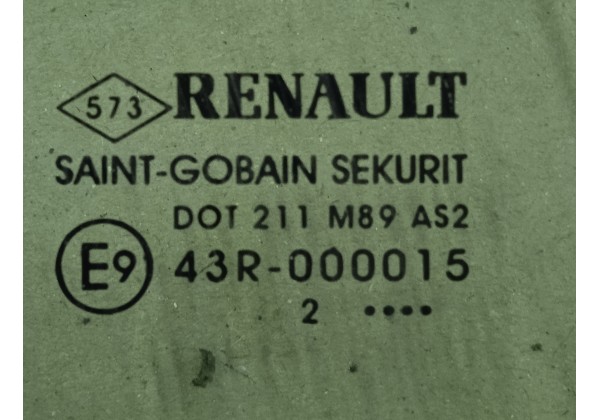 573 RENAULT
SAINT-GOBAIN SEKURIT
DOT 211 M89 AS2
E9 43R-000015
2 ••••